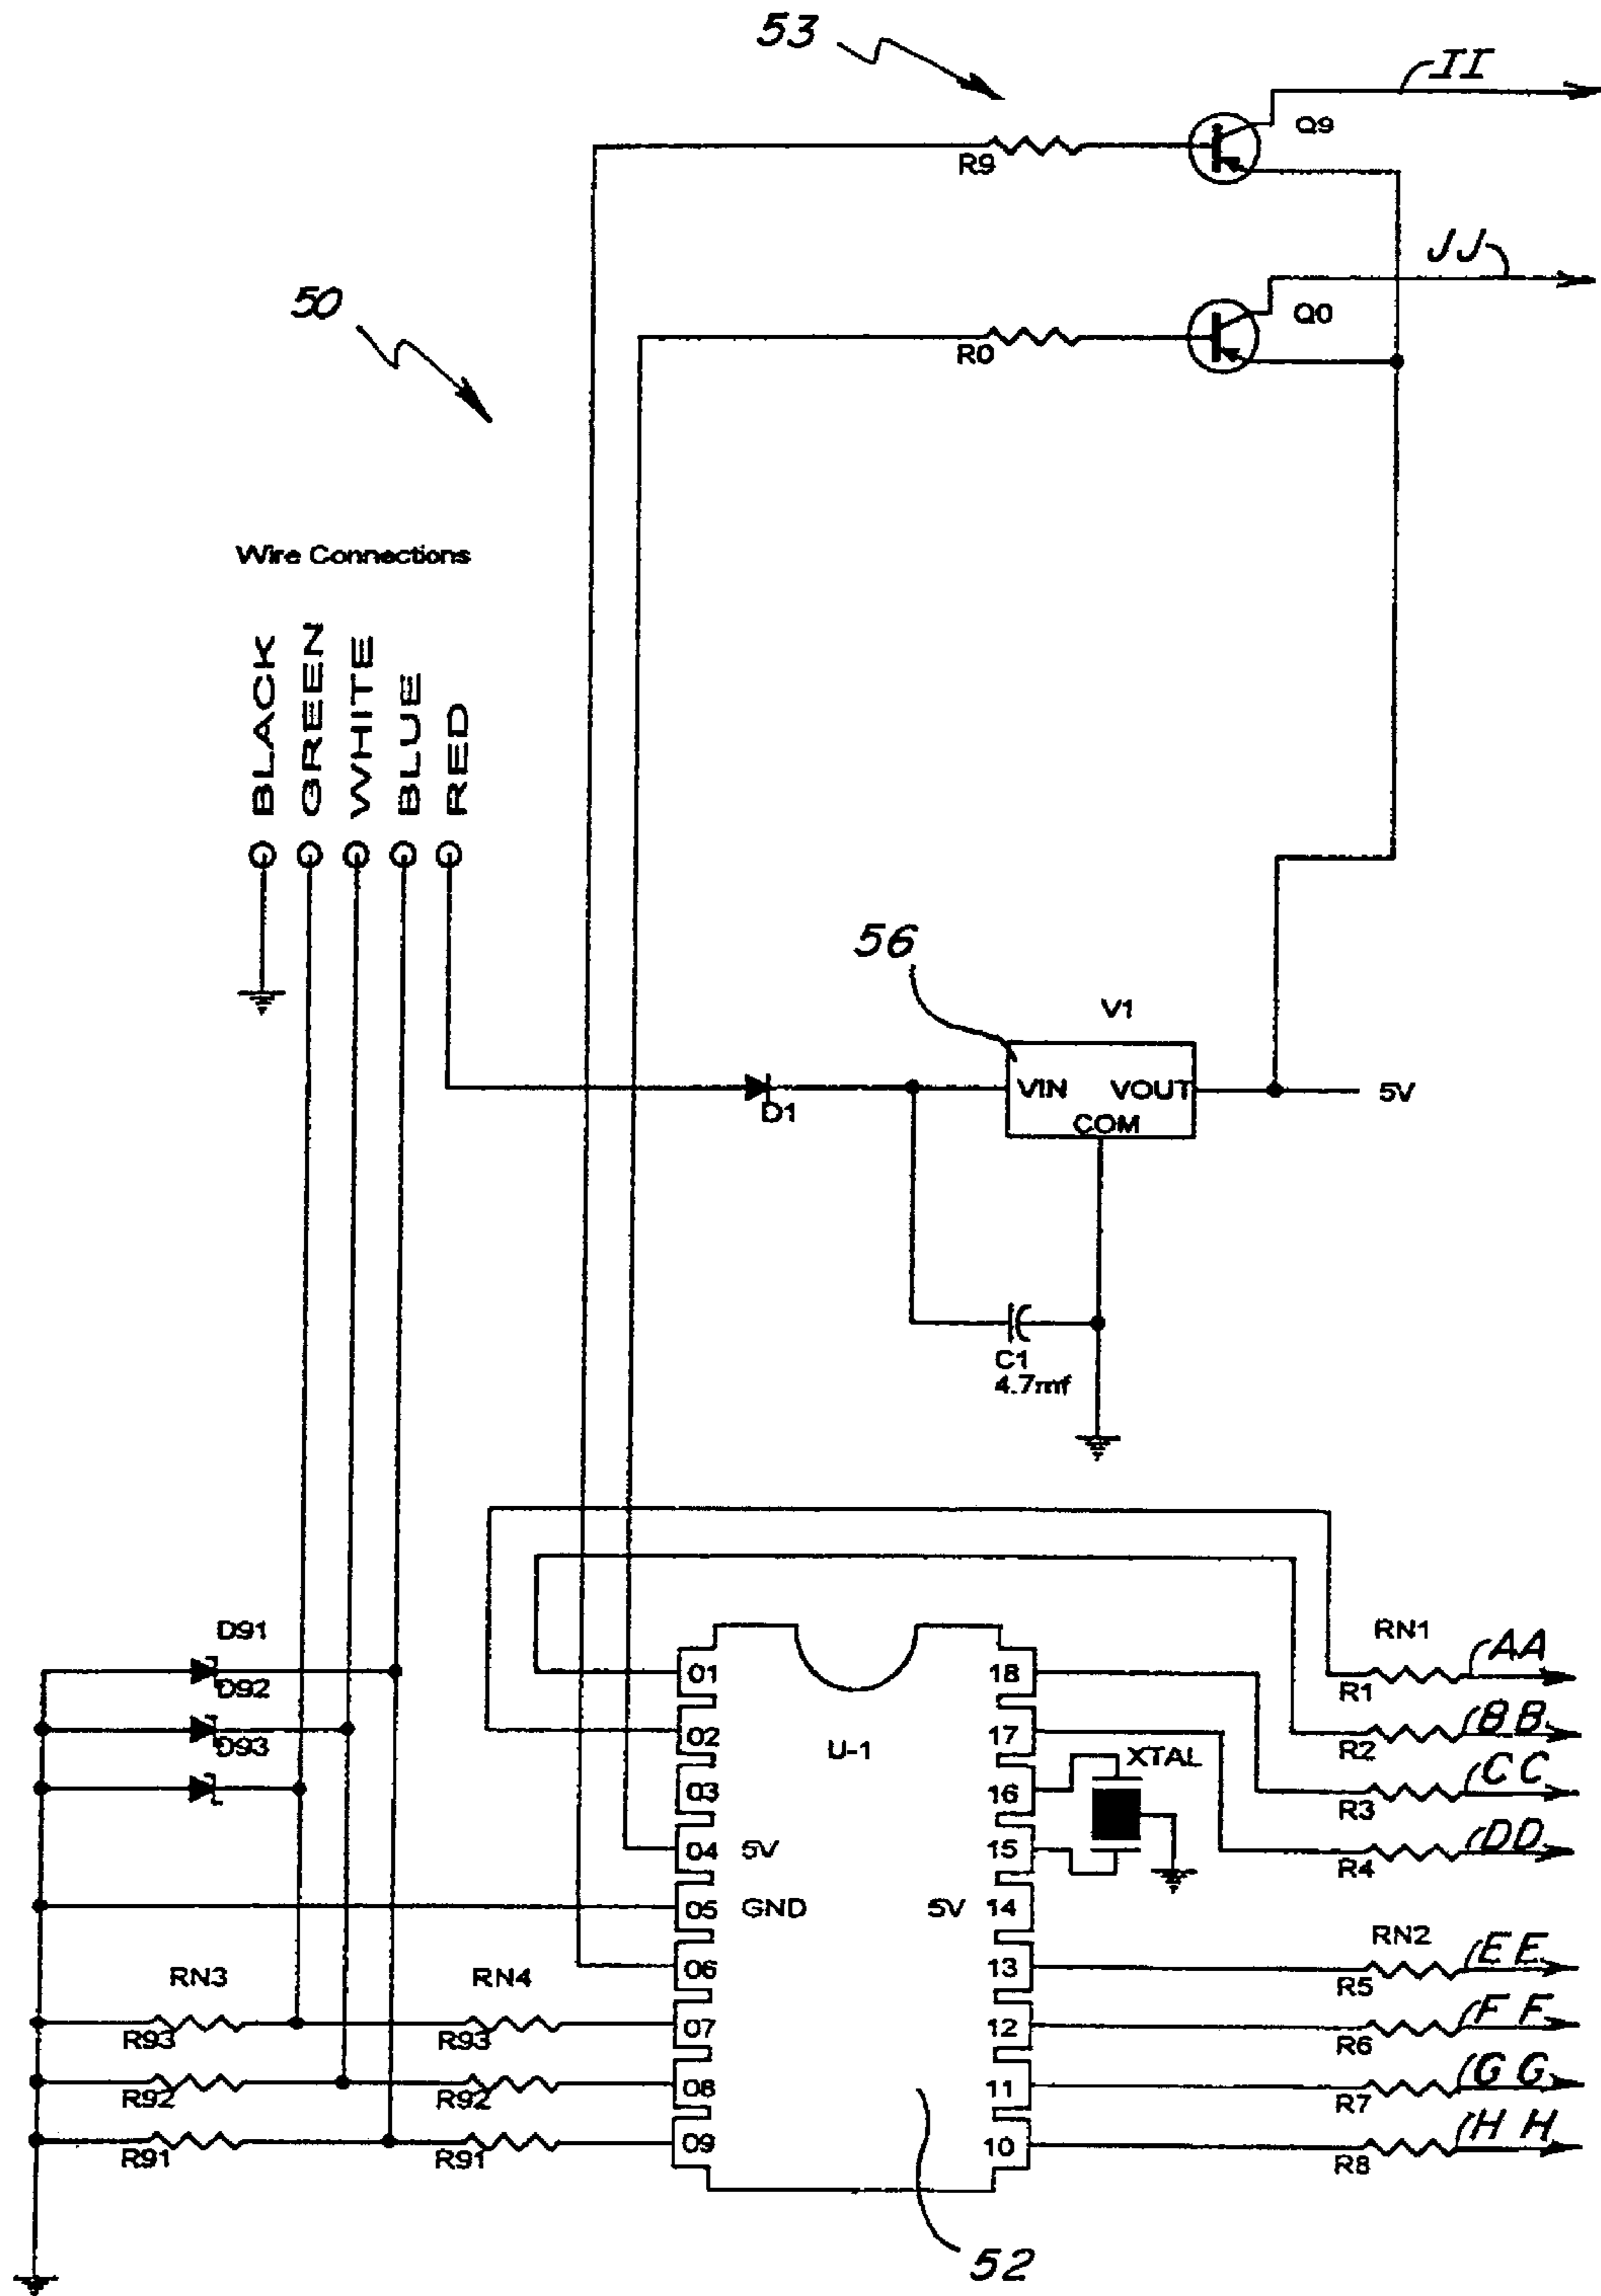 53
II
Q9
R9
JJ
50
Q0
R0
Wire Connections
BLACK
GREEN
WHITE
BLUE
RED
56
V1
VIN VOUT
COM
5V
D1
C1
4.7mf
D91
D92
D93
RN1
AA
R1
BB
R2
CC
R3
DD
R4
XTAL
U-1
01 18
02 17
03 16
04 5V 15
05 GND 5V 14
06 13
07 12
08 11
09 10
RN3 RN4
R93 R93
R92 R92
R91 R91
RN2
EE
R5
FF
R6
GG
R7
HH
R8
52